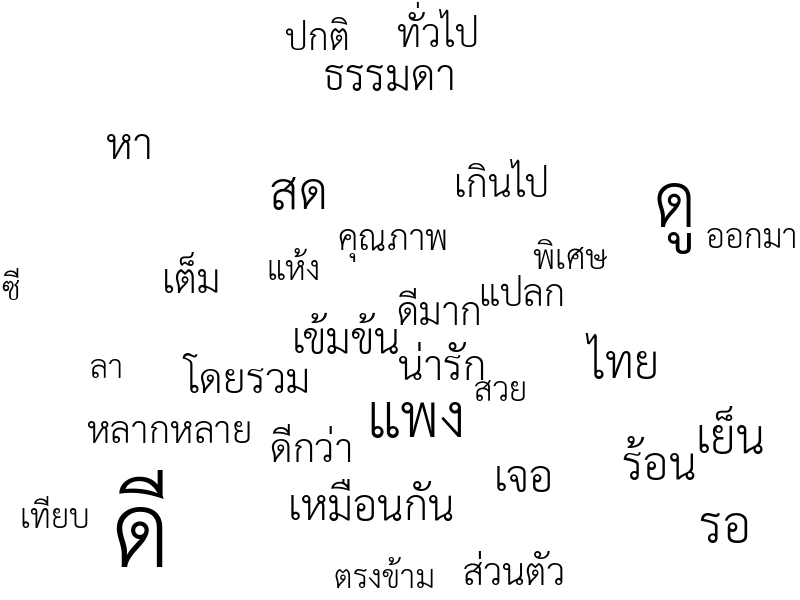 ปกติ ทั่วไป
ธรรมดา
หา
สด เกินไป ดู
คุณภาพ ออกมา
พิเศษ
แห้ง
เต็ม
ซี
แปลก
ดีมาก
เข้มข้น
น่ารัก ไทย
ลา โดยรวม
สวย
แพง
หลากหลาย เย็น
ดีกว่า
ร้อน
เจอ
เหมือนกัน
เทียบ ดี รอ
ตรงข้าม ส่วนตัว